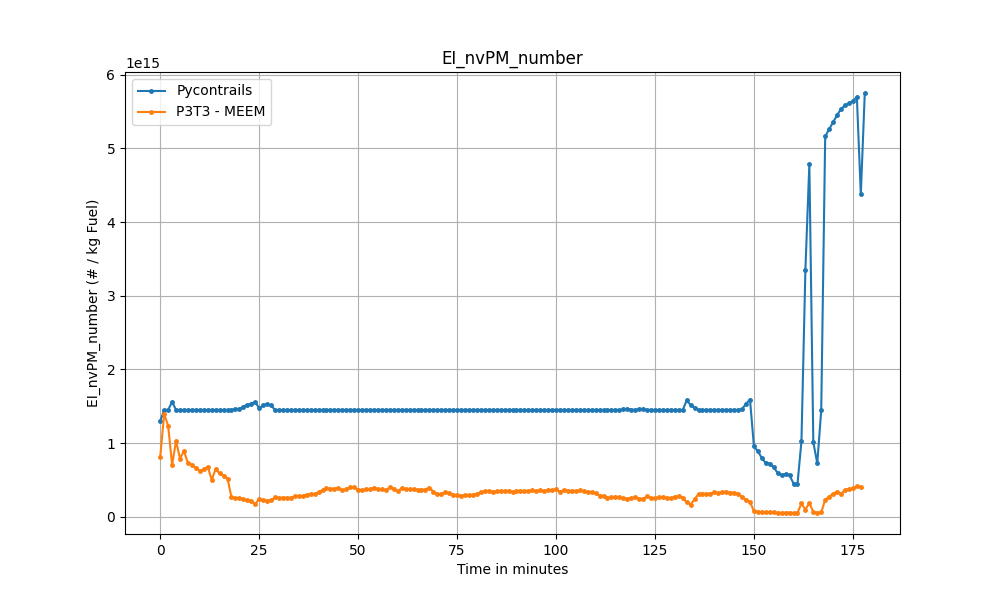 EI_nvPM_number
1e15
Pycontrails
P3T3 - MEEM
EI_nvPM_number (# / kg Fuel)
6
5
4
3
2
1
0
0 25 50 75 100 125 150 175
Time in minutes